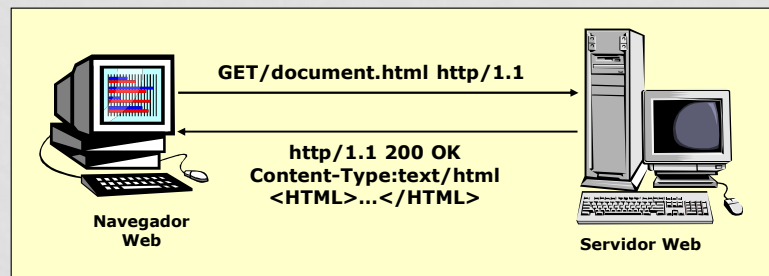 GET/document.html http/1.1
http/1.1 200 OK
Content-Type:text/html
<HTML>...</HTML>
Navegador
Web
Servidor Web